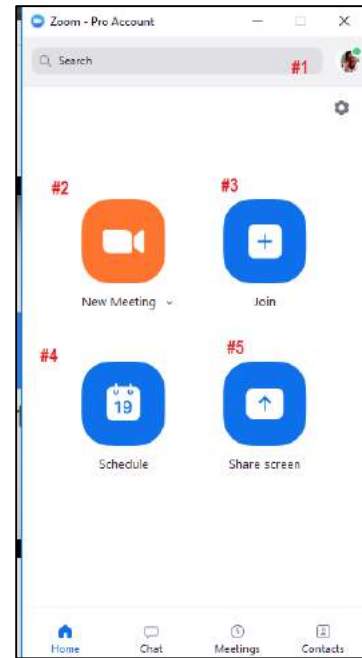 Zoom - Pro Account
Search
#1
#2
#3
New Meeting
Join
#4
#5
19
Schedule
Share screen
Home
Chat
Meetings
Contacts